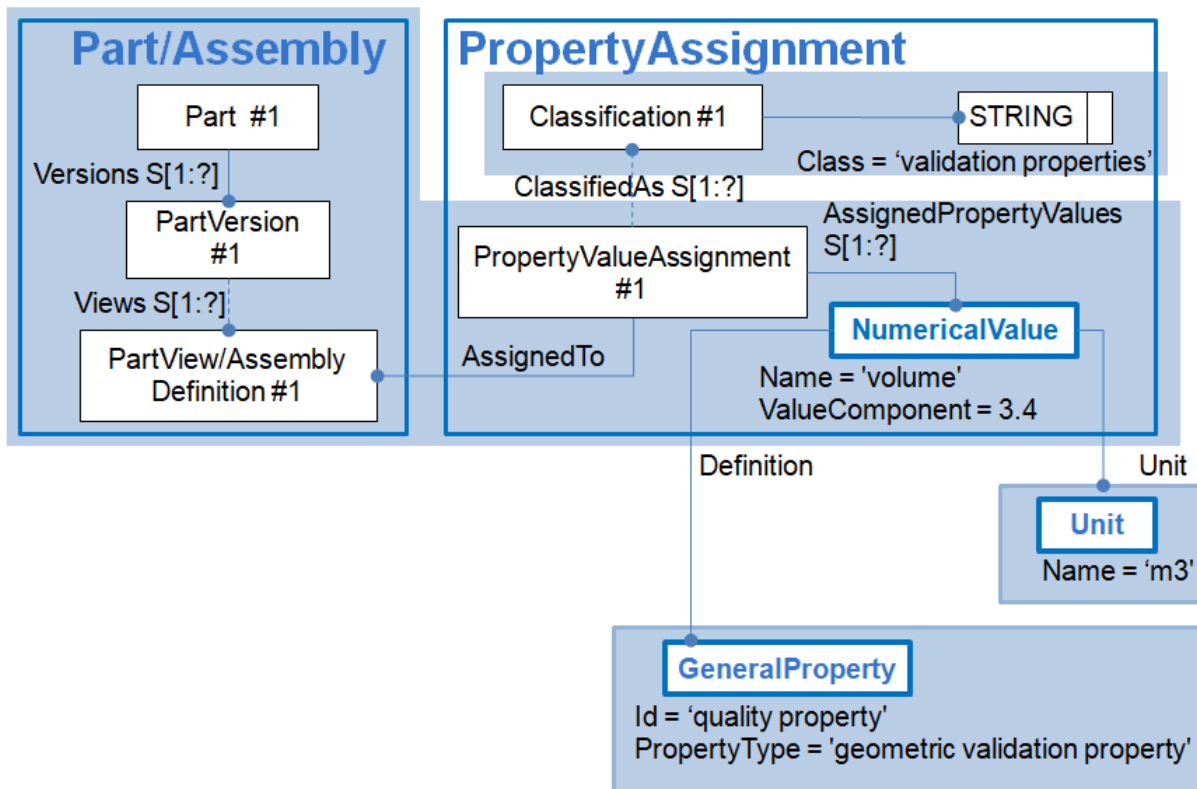 Part/Assembly
PropertyAssignment
Part #1
Classification #1
STRING
Class = ‘validation properties’
Versions S[1:?]
ClassifiedAs S[1:?]
PartVersion
#1
AssignedPropertyValues
S[1:?]
PropertyValueAssignment
#1
Views S[1:?]
NumericalValue
PartView/Assembly
Definition #1
AssignedTo
Name = 'volume'
ValueComponent = 3.4
Definition
Unit
Unit
Name = ‘m3'
GeneralProperty
Id = ‘quality property'
PropertyType = 'geometric validation property'